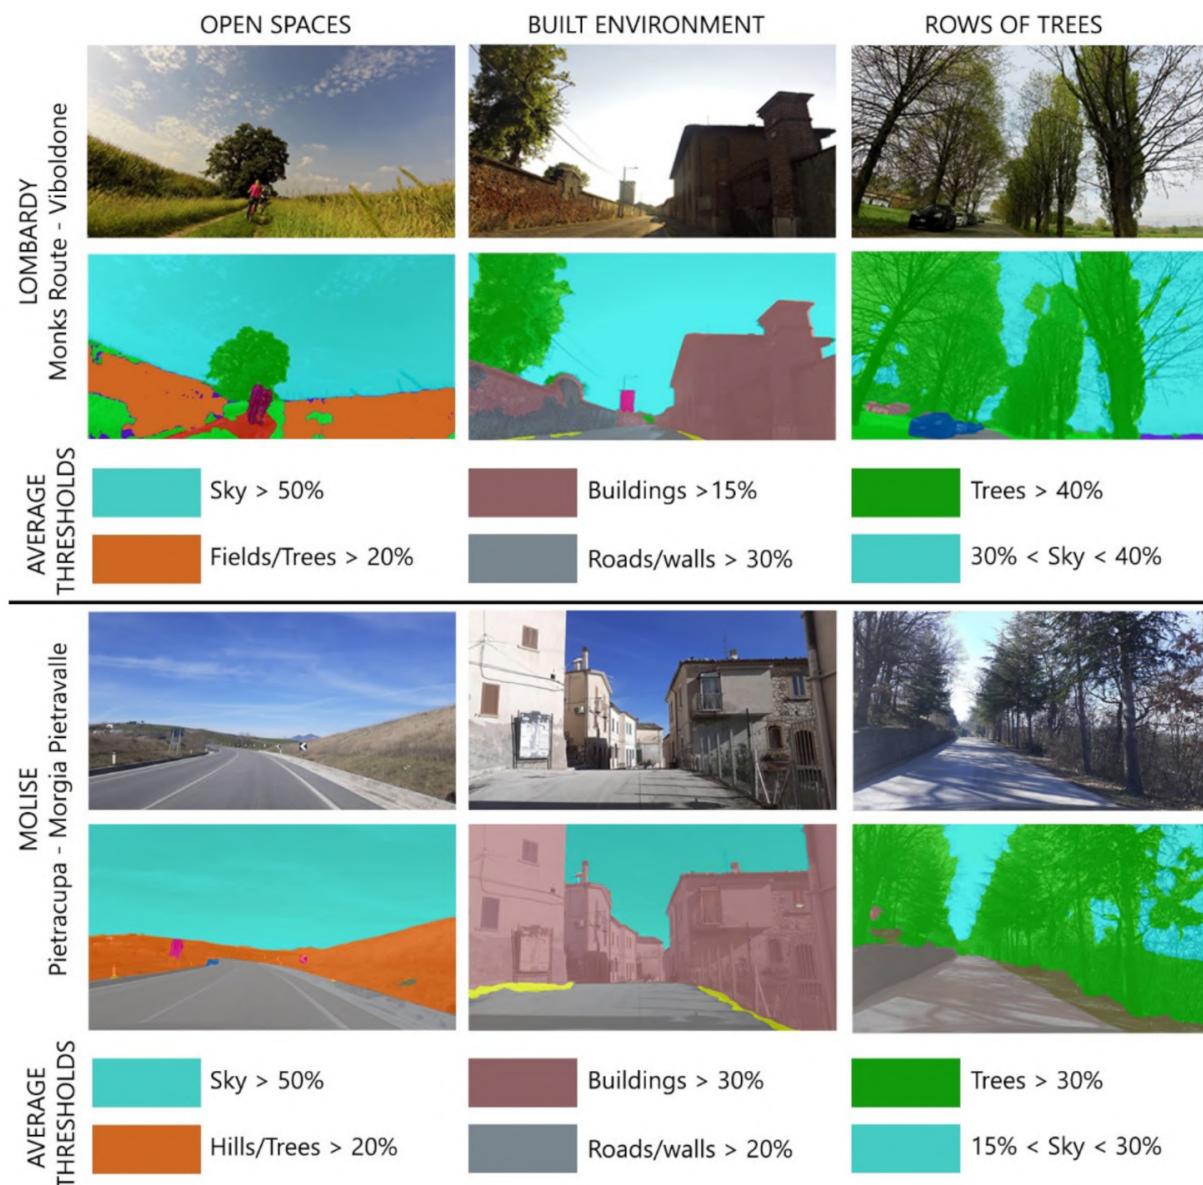 OPEN SPACES
BUILT ENVIRONMENT
ROWS OF TREES
LOMBARDY
Monks Route - Viboldone
AVERAGE
THRESHOLDS
Sky > 50%
Buildings >15%
Trees > 40%
Fields/Trees > 20%
Roads/walls > 30%
30% < Sky < 40%
MOLISE
Pietracupa - Morgia Pietravalle
AVERAGE
THRESHOLDS
Sky > 50%
Buildings > 30%
Trees > 30%
Hills/Trees > 20%
Roads/walls > 20%
15% < Sky < 30%